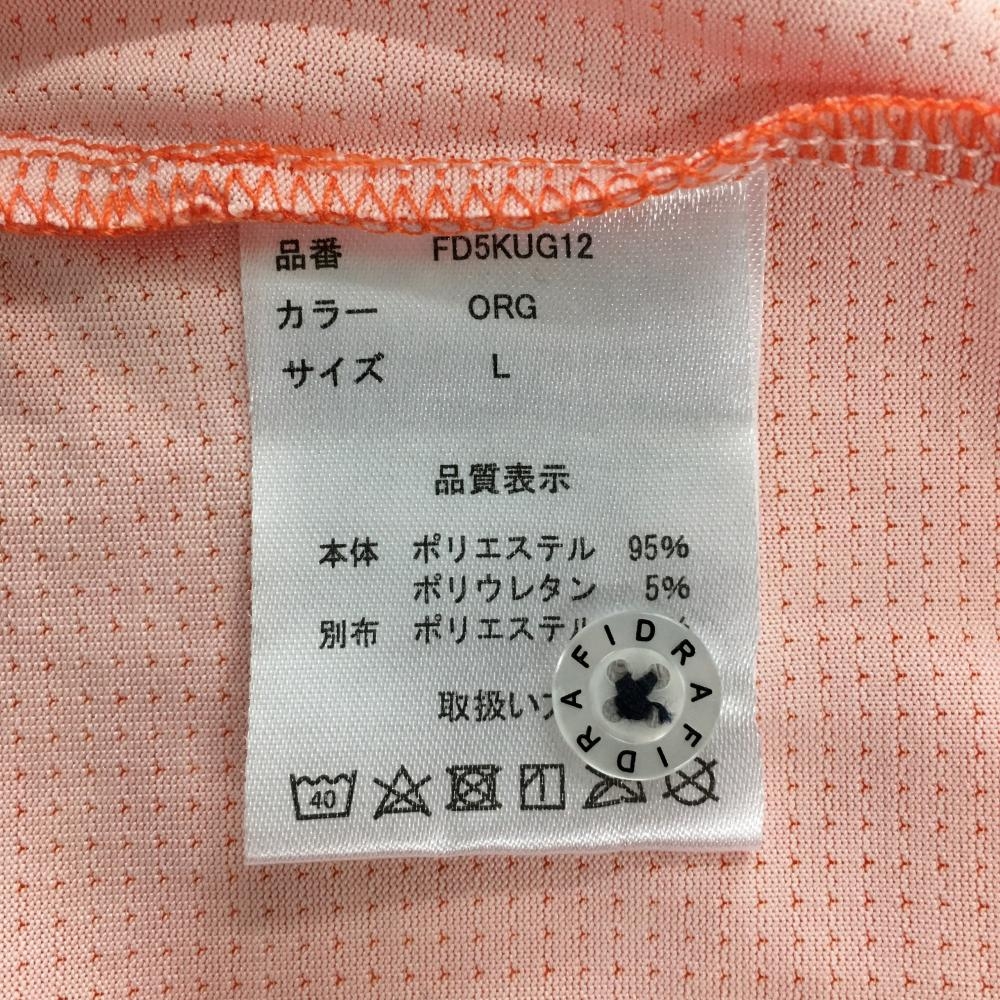 品番 FD5KUG12
カラー ORG
サイズ L
品質表示
本体 ポリエステル 95%
ポリウレタン 5%
別布 ポリエステル %
取扱い
FIDRAFIDRA
40